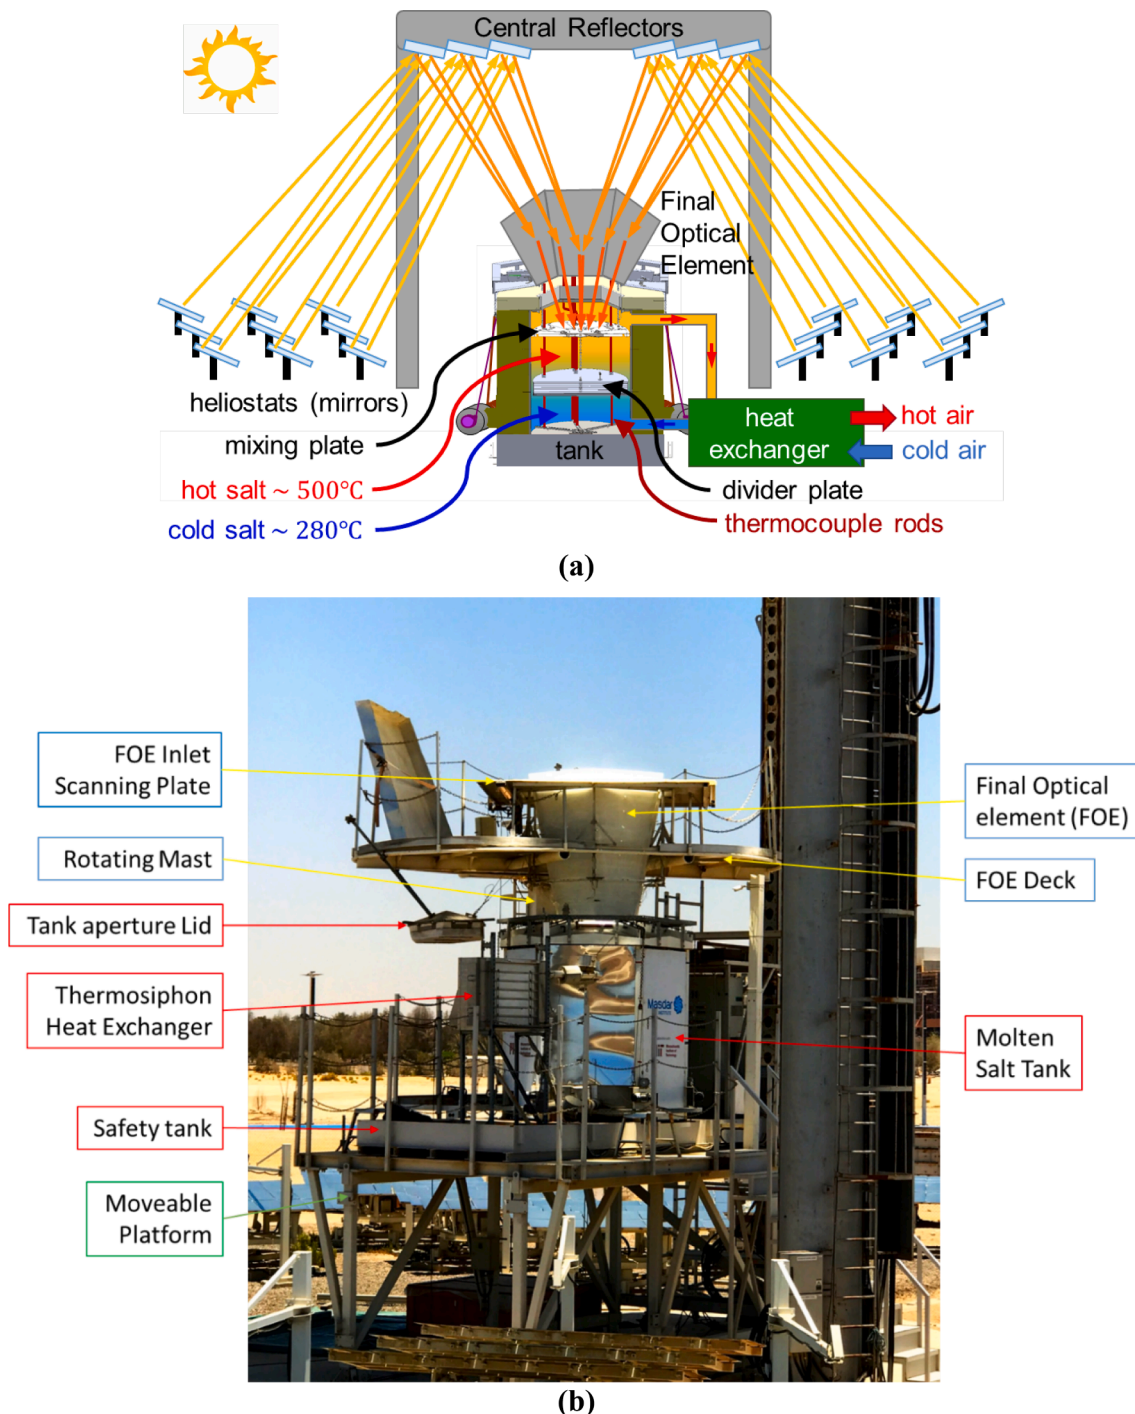 Central Reflectors
Final
Optical
Element
heliostats (mirrors)
mixing plate
hot salt ~ 500℃
cold salt ~ 280℃
tank
heat
exchanger
hot air
cold air
divider plate
thermocouple rods
(a)
FOE Inlet
Scanning Plate
Rotating Mast
Tank aperture Lid
Thermosiphon
Heat Exchanger
Safety tank
Moveable
Platform
Final Optical
element (FOE)
FOE Deck
Masdar
Molten
Salt Tank
(b)